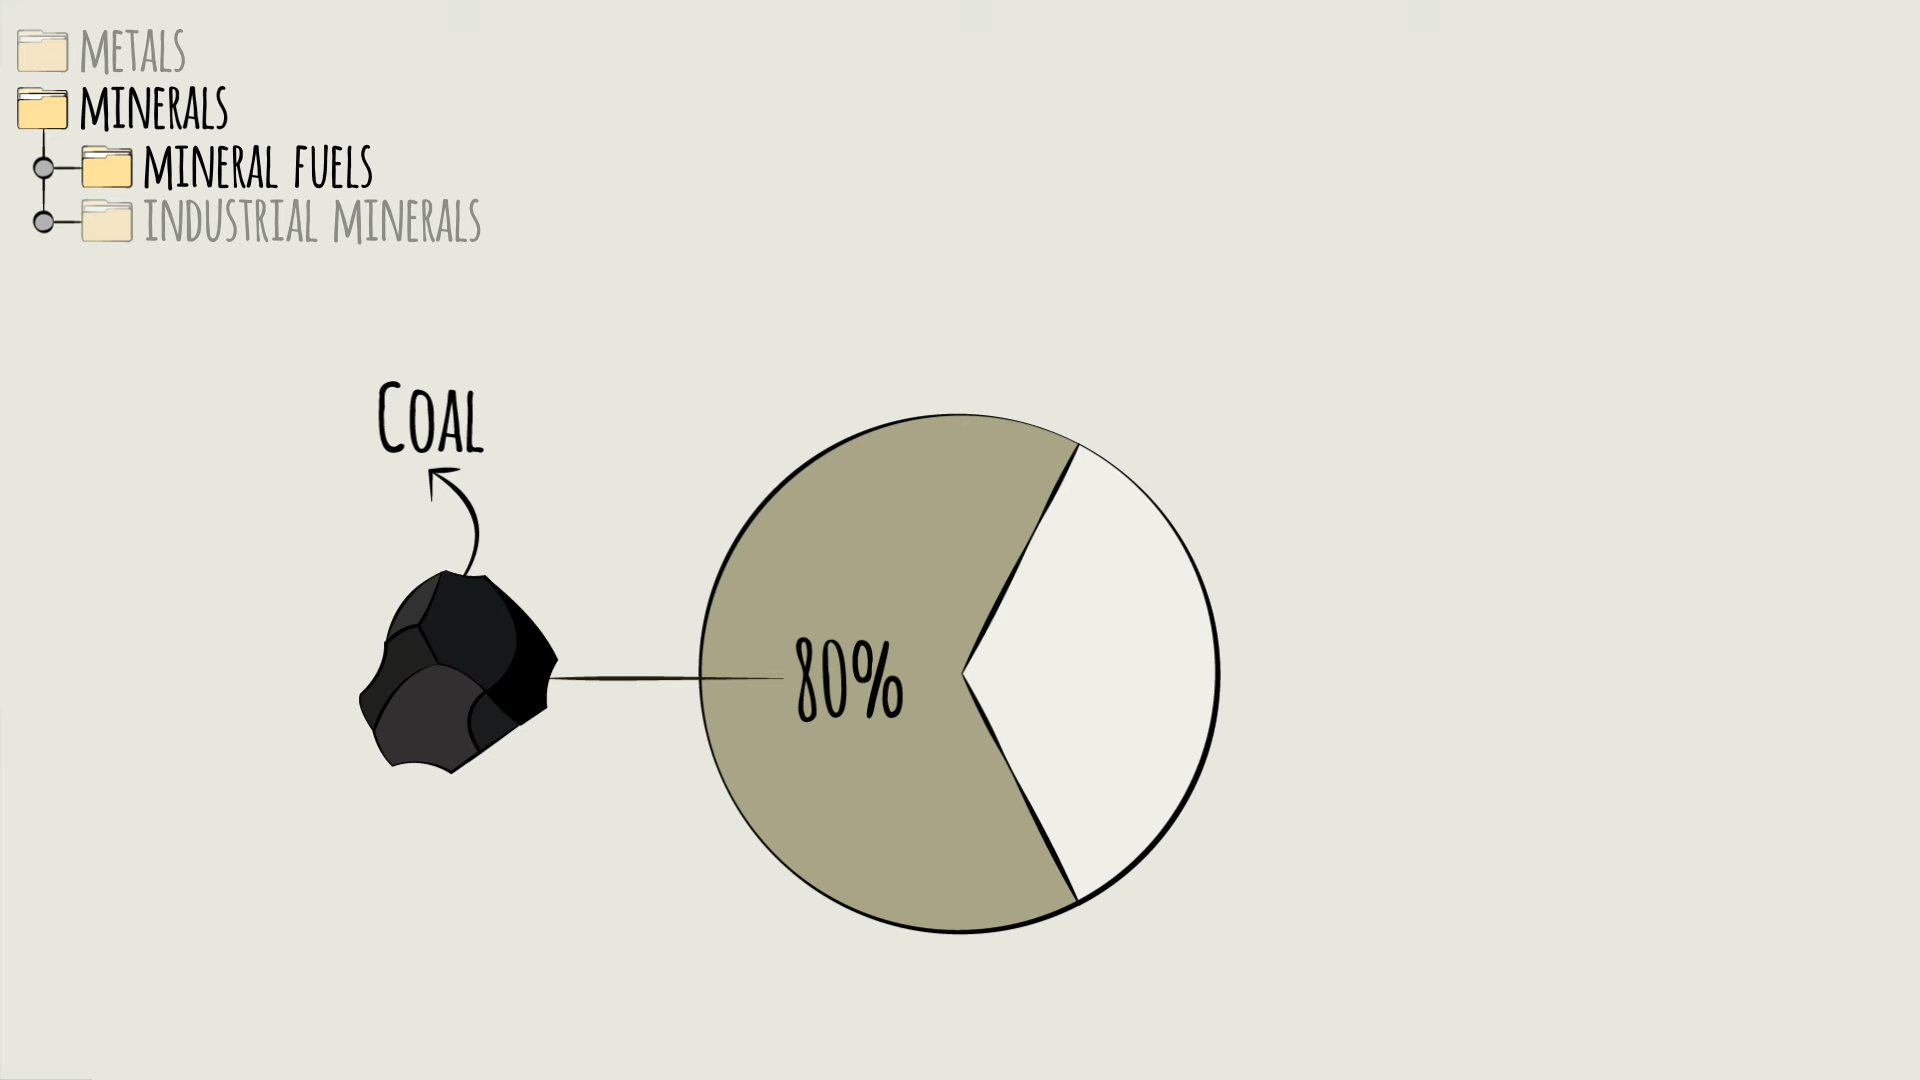 METALS
MINERALS
MINERAL FUELS
INDUSTRIAL MINERALS
COAL
80%